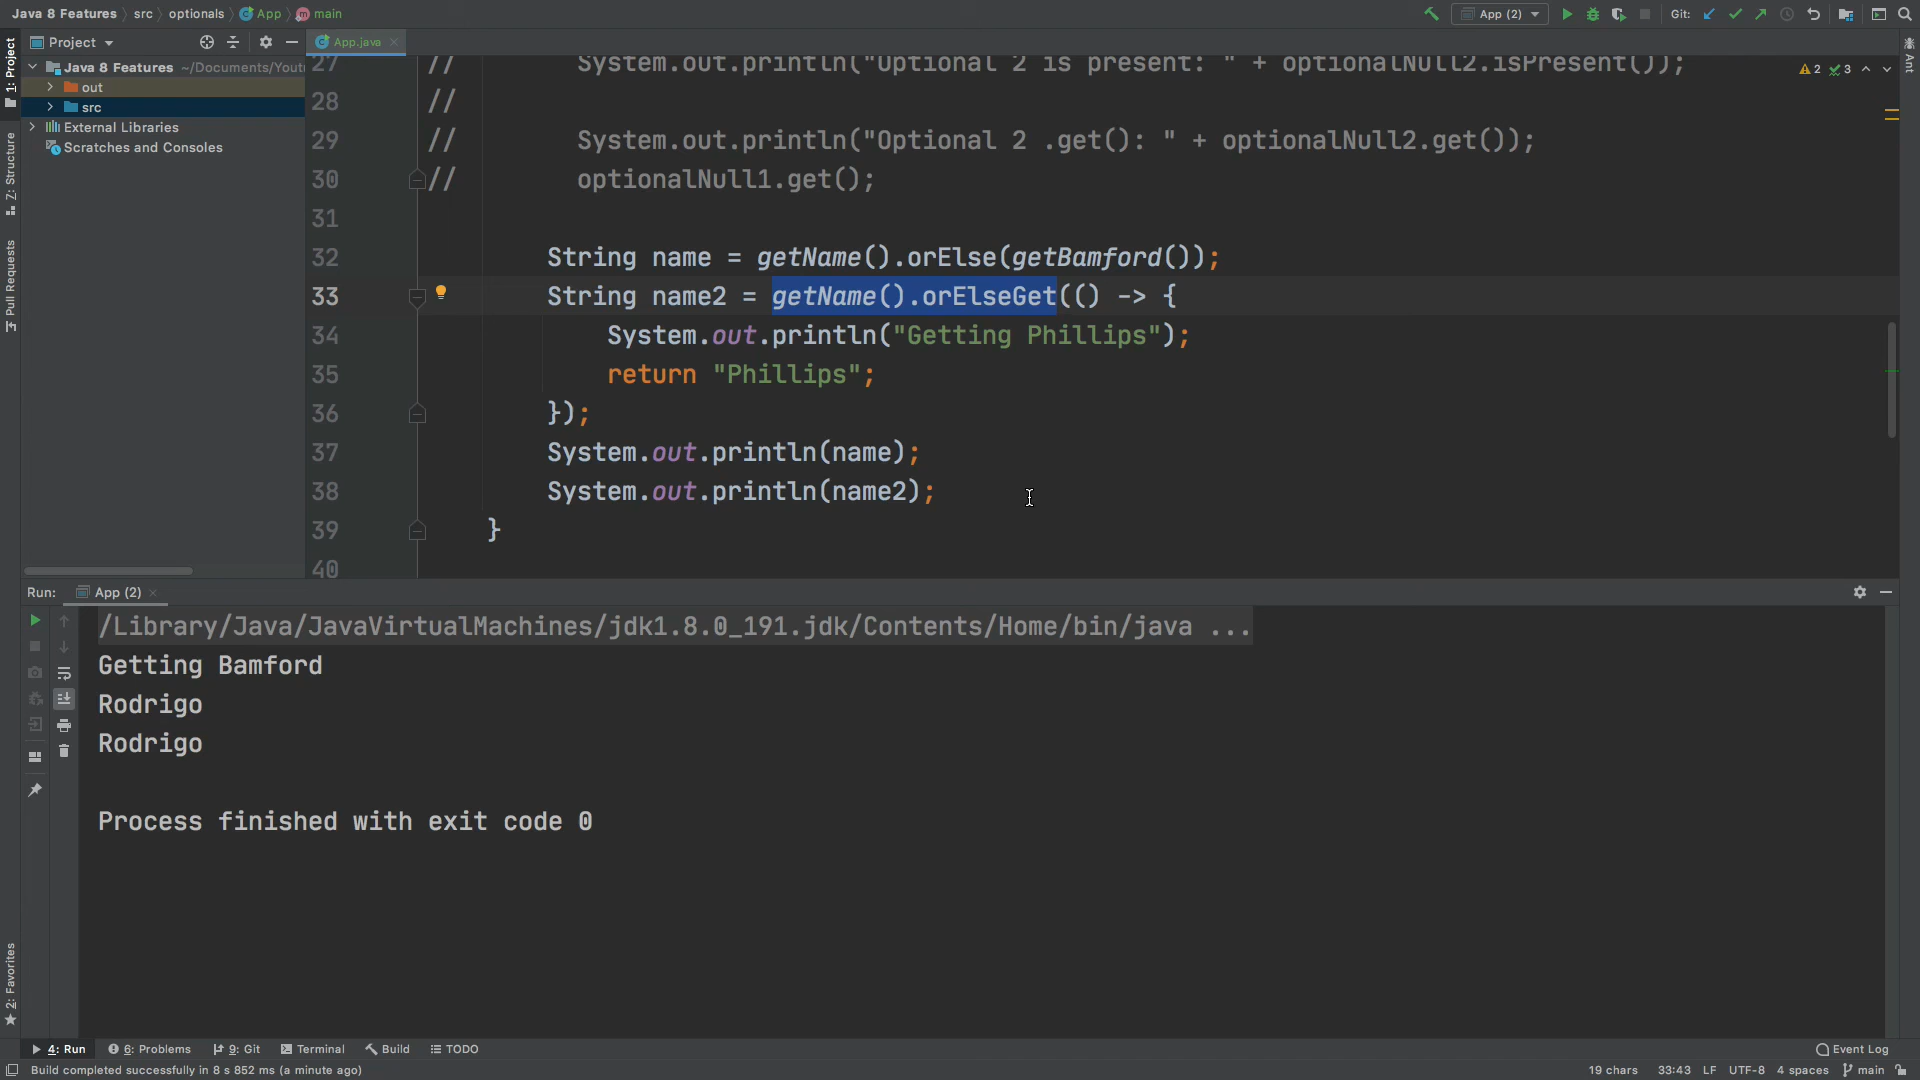 Java 8 Features src optionals App main
App (2) Git:
Project
App.java
1: Project
Z: Structure
Pull Requests
2: Favorites
Ant
Java 8 Features ~/Documents/Yout
out
src
External Libraries
Scratches and Consoles
2 3
27 // System.out.println("Optional 2 is present: " + optionalNull2.isPresent());
28 //
29 // System.out.println("Optional 2 .get(): " + optionalNull2.get());
30 // optionalNull1.get();
31
32 String name = getName().orElse(getBamford());
33 String name2 = getName().orElseGet(() -> {
34 System.out.println("Getting Phillips");
35 return "Phillips";
36 });
37 System.out.println(name);
38 System.out.println(name2);
39 }
40
Run: App (2)
/Library/Java/JavaVirtualMachines/jdk1.8.0_191.jdk/Contents/Home/bin/java ...
Getting Bamford
Rodrigo
Rodrigo
Process finished with exit code 0
4: Run 6: Problems 9: Git Terminal Build TODO Event Log
Build completed successfully in 8 s 852 ms (a minute ago) 19 chars 33:43 LF UTF-8 4 spaces main